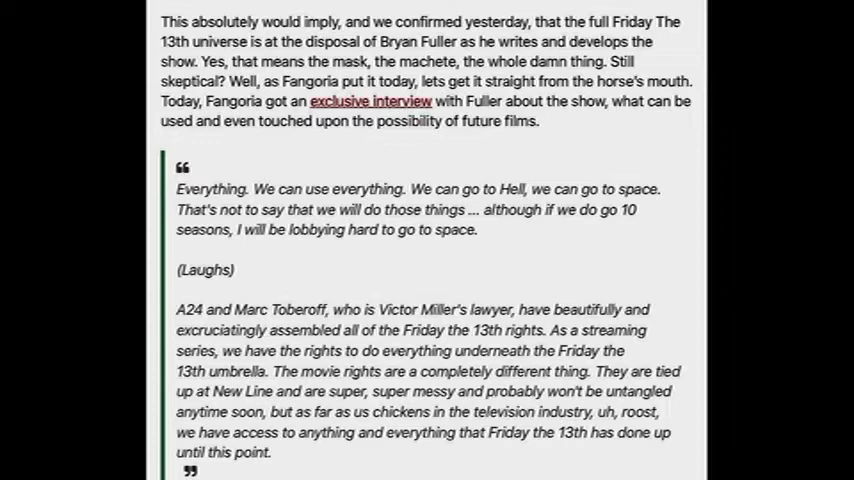 This absolutely would imply, and we confirmed yesterday, that the full Friday The
13th universe is at the disposal of Bryan Fuller as he writes and develops the
show. Yes, that means the mask, the machete, the whole damn thing. Still
skeptical? Well, as Fangoria put it today, lets get it straight from the horse's mouth.
Today, Fangoria got an exclusive interview with Fuller about the show, what can be
used and even touched upon the possibility of future films.
❝
Everything. We can use everything. We can go to Hell, we can go to space.
That's not to say that we will do those things ... although if we do go 10
seasons, I will be lobbying hard to go to space.
(Laughs)
A24 and Marc Toberoff, who is Victor Miller's lawyer, have beautifully and
excruciatingly assembled all of the Friday the 13th rights. As a streaming
series, we have the rights to do everything underneath the Friday the
13th umbrella. The movie rights are a completely different thing. They are tied
up at New Line and are super, super messy and probably won't be untangled
anytime soon, but as far as us chickens in the television industry, uh, roost,
we have access to anything and everything that Friday the 13th has done up
until this point.
❞